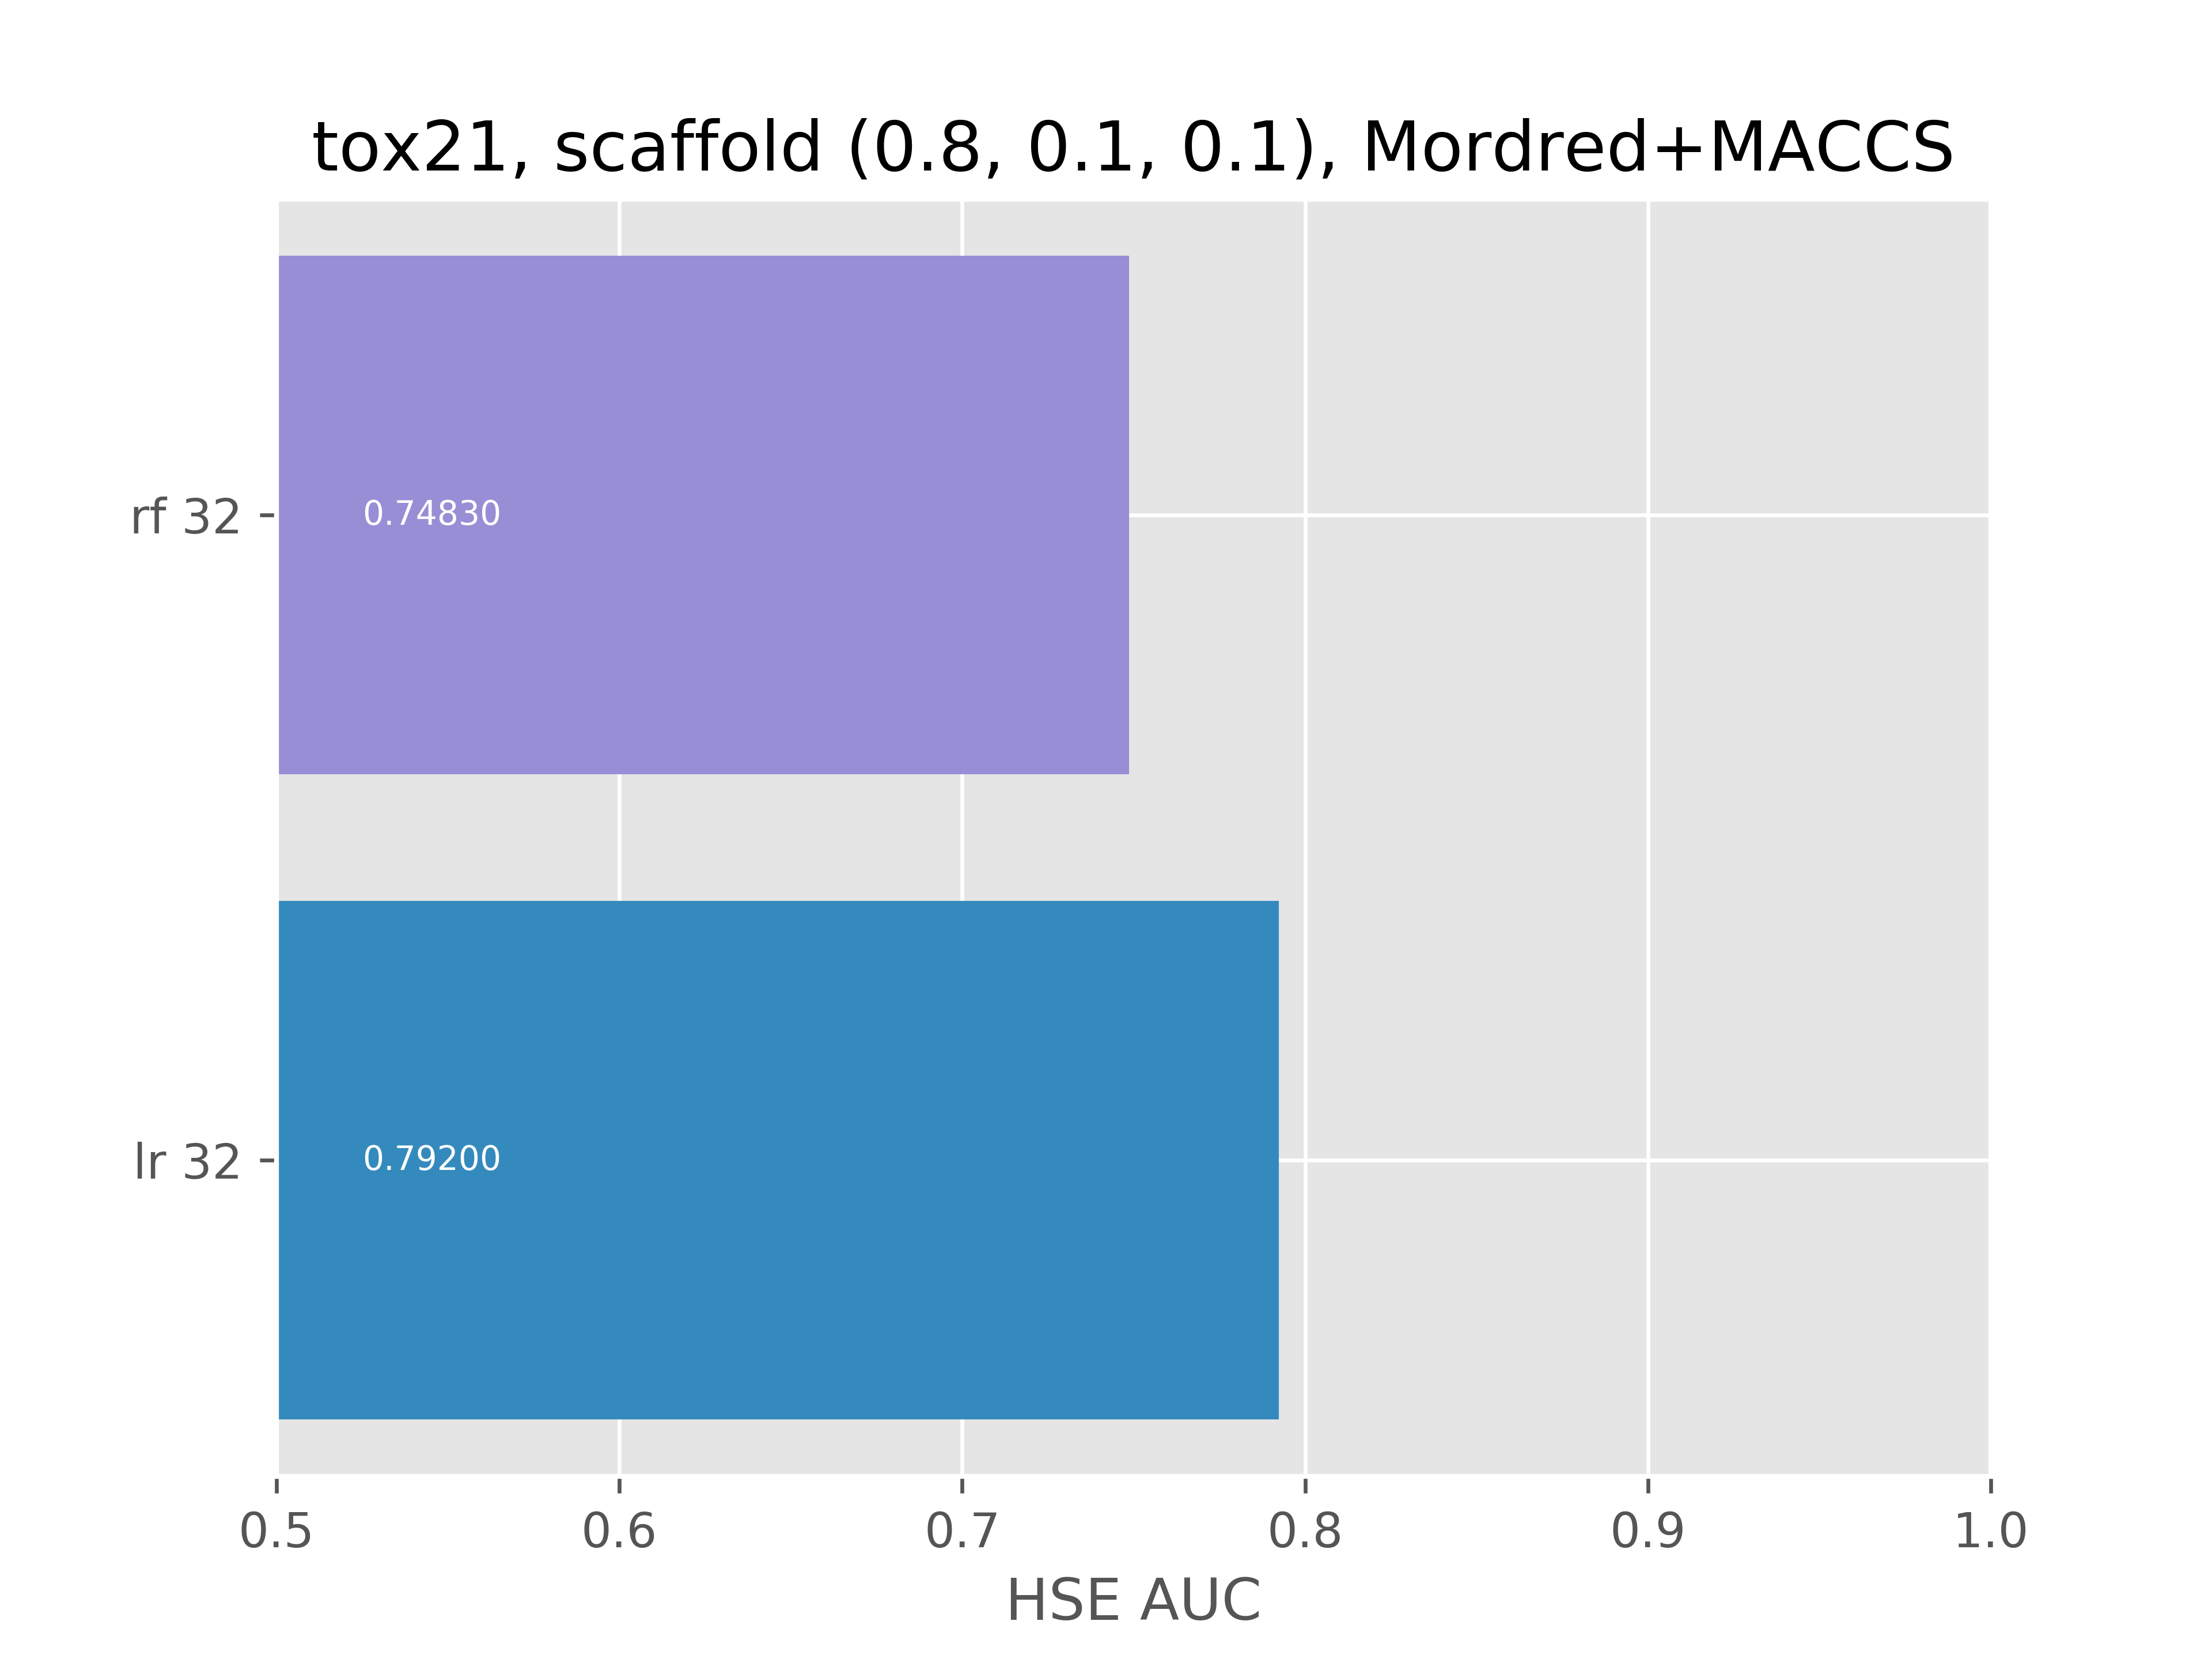 tox21, scaffold (0.8, 0.1, 0.1), Mordred+MACCS
rf 32
0.74830
lr 32
0.79200
0.5 0.6 0.7 0.8 0.9 1.0
HSE AUC